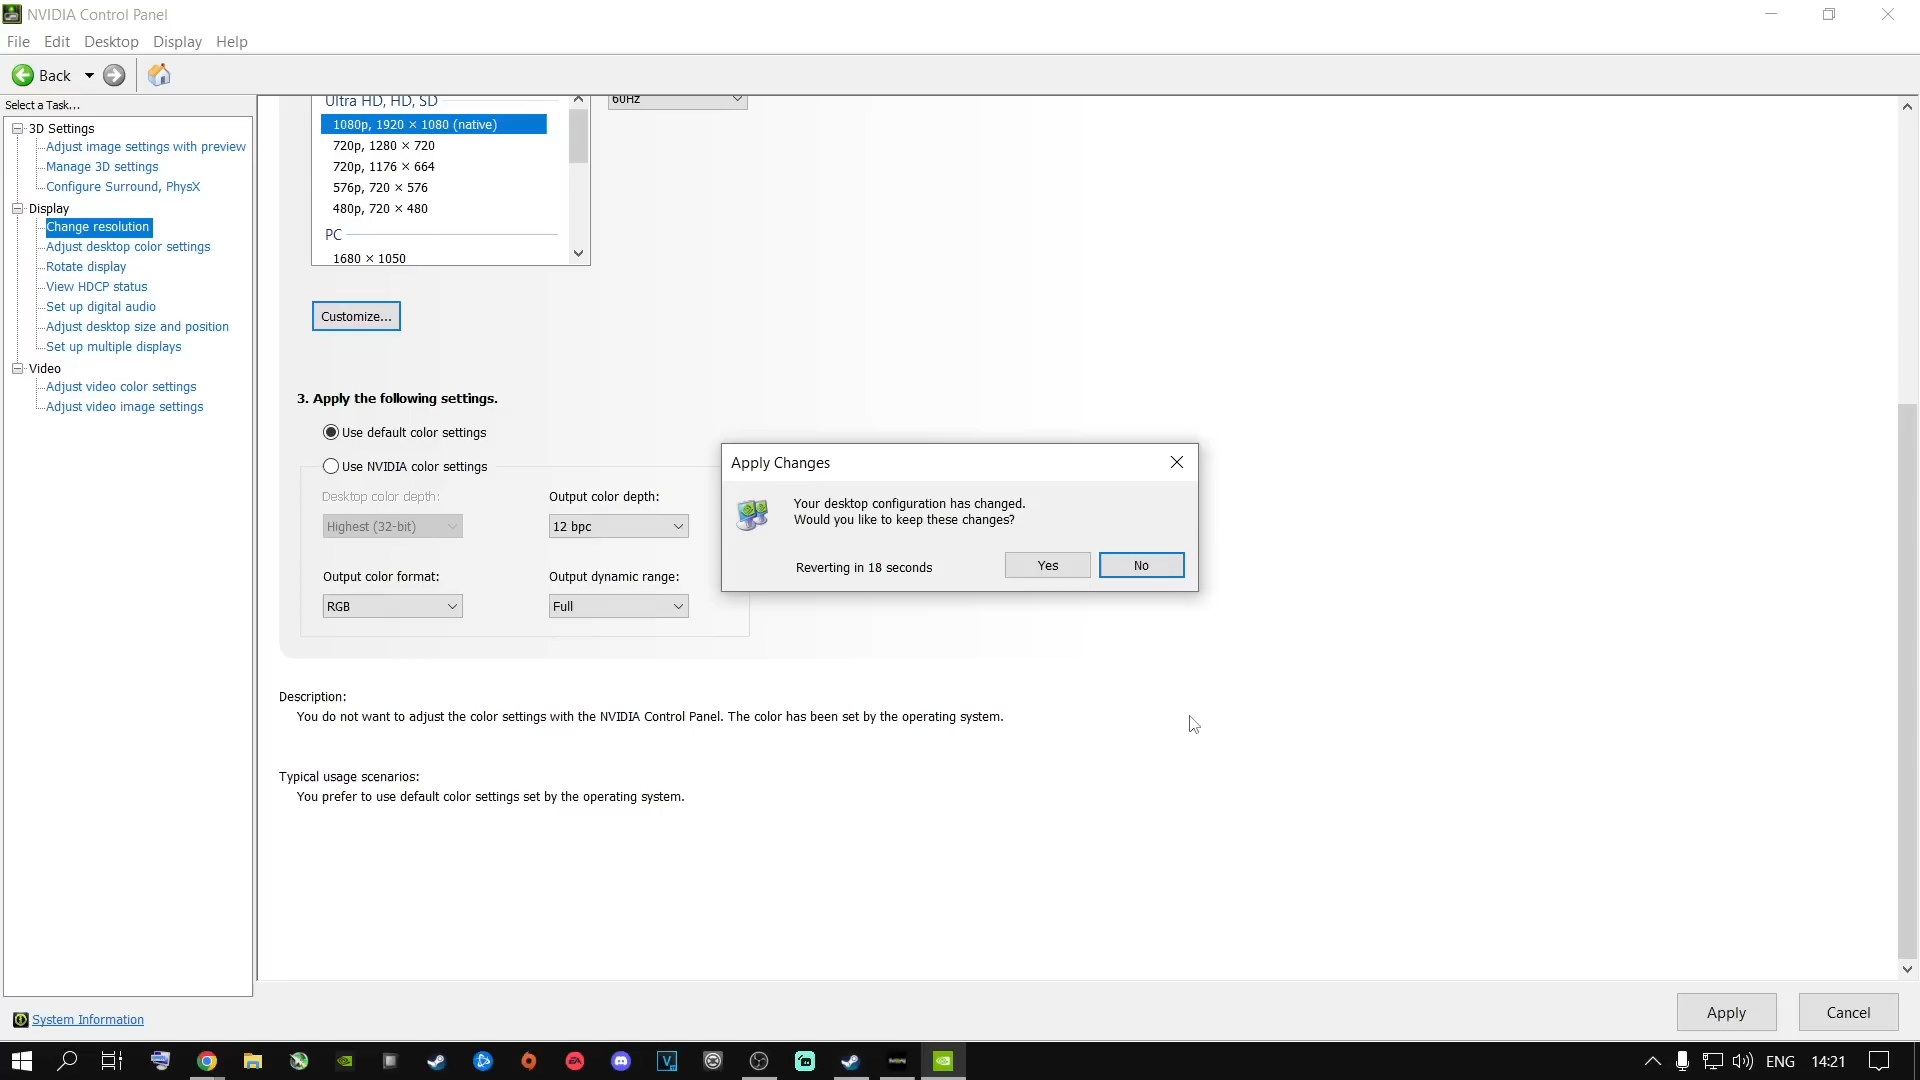 NVIDIA Control Panel
File Edit Desktop Display Help
Back
Select a Task...
3D Settings
Adjust image settings with preview
Manage 3D settings
Configure Surround, PhysX
Display
Change resolution
Adjust desktop color settings
Rotate display
View HDCP status
Set up digital audio
Adjust desktop size and position
Set up multiple displays
Video
Adjust video color settings
Adjust video image settings
System Information
Ultra HD, HD, SD
60Hz
1080p, 1920 × 1080 (native)
720p, 1280 × 720
720p, 1176 × 664
576p, 720 × 576
480p, 720 × 480
PC
1680 × 1050
Customize...
3. Apply the following settings.
Use default color settings
Use NVIDIA color settings
Desktop color depth:
Output color depth:
Highest (32-bit)
12 bpc
Output color format:
Output dynamic range:
RGB
Full
Apply Changes
Your desktop configuration has changed.
Would you like to keep these changes?
Reverting in 18 seconds
Yes
No
Description:
You do not want to adjust the color settings with the NVIDIA Control Panel. The color has been set by the operating system.
Typical usage scenarios:
You prefer to use default color settings set by the operating system.
Apply
Cancel
EA
V
ENG
14:21